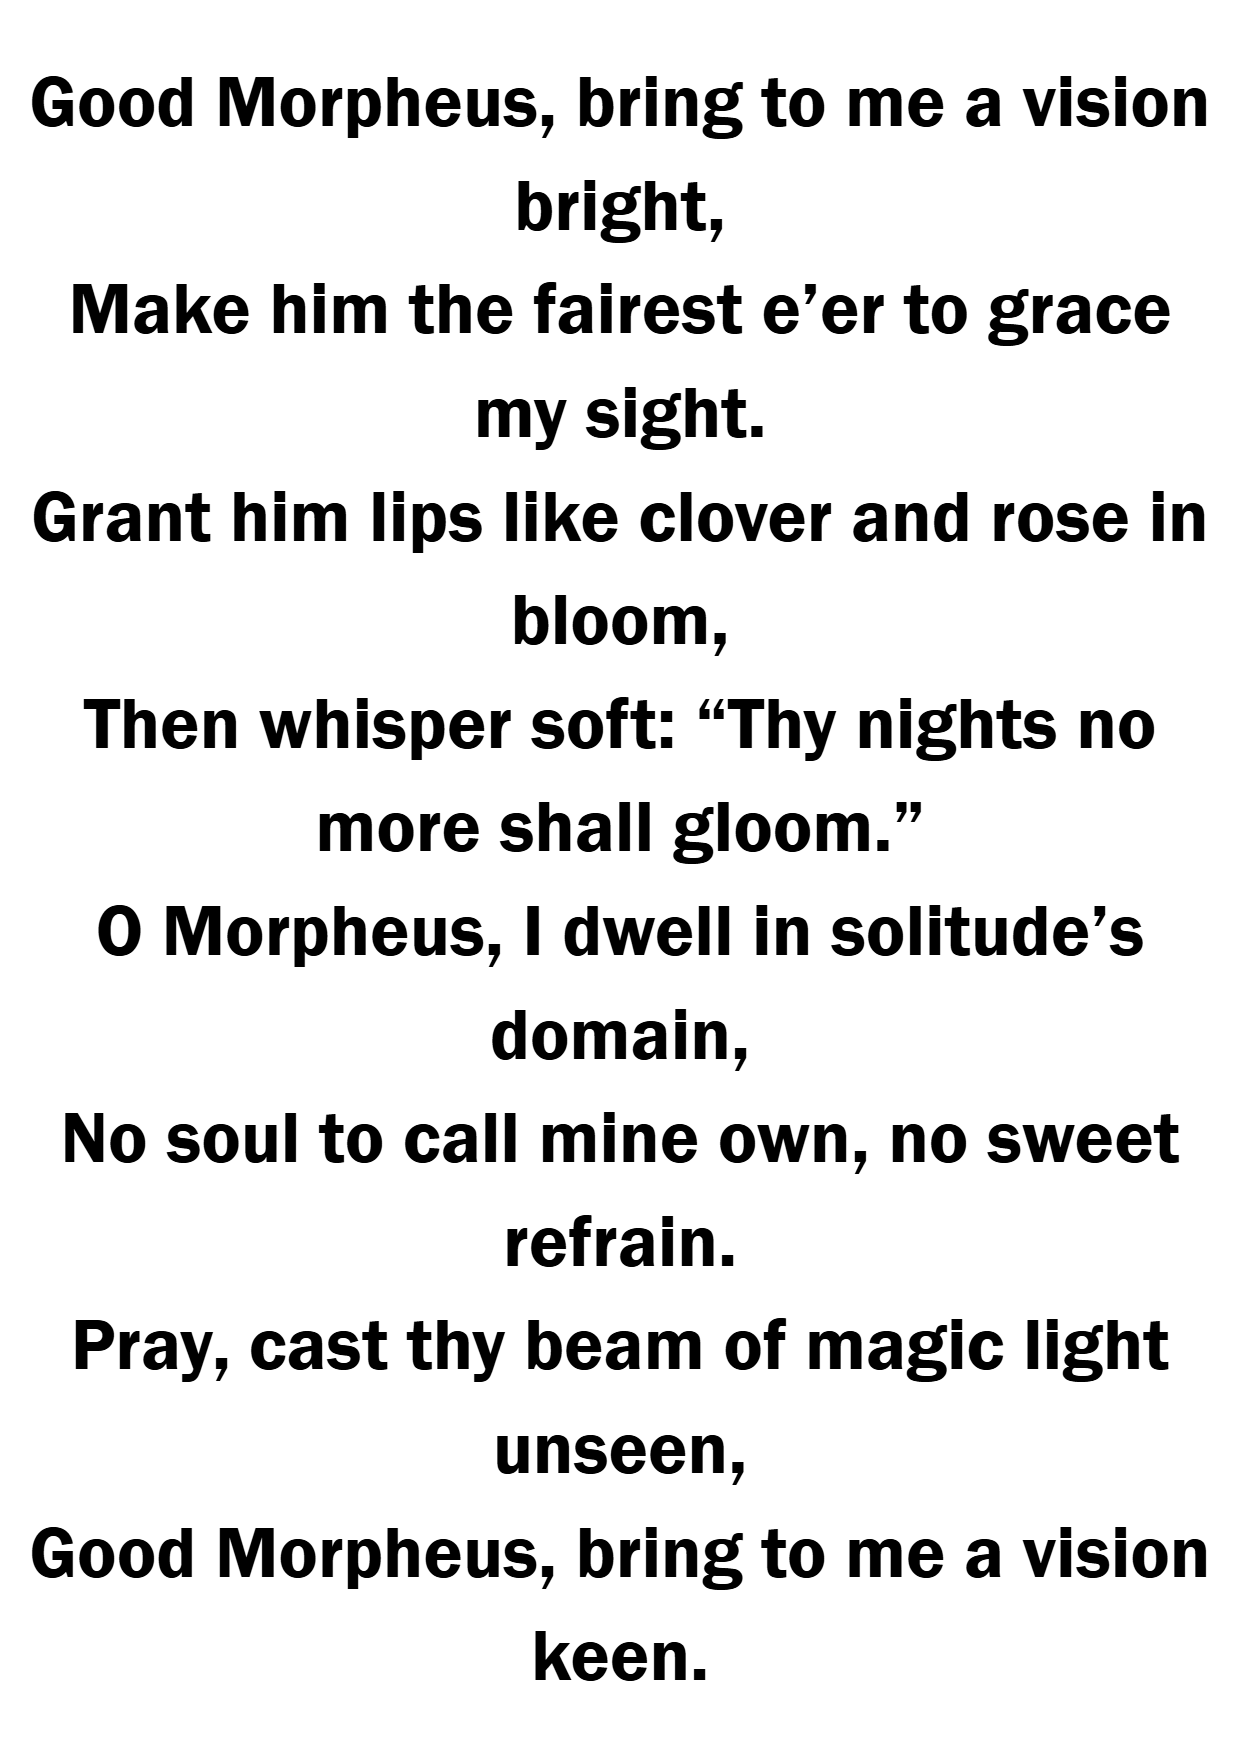 Good Morpheus, bring to me a vision
bright,
Make him the fairest e’er to grace
my sight.
Grant him lips like clover and rose in
bloom,
Then whisper soft: “Thy nights no
more shall gloom.”
O Morpheus, I dwell in solitude’s
domain,
No soul to call mine own, no sweet
refrain.
Pray, cast thy beam of magic light
unseen,
Good Morpheus, bring to me a vision
keen.